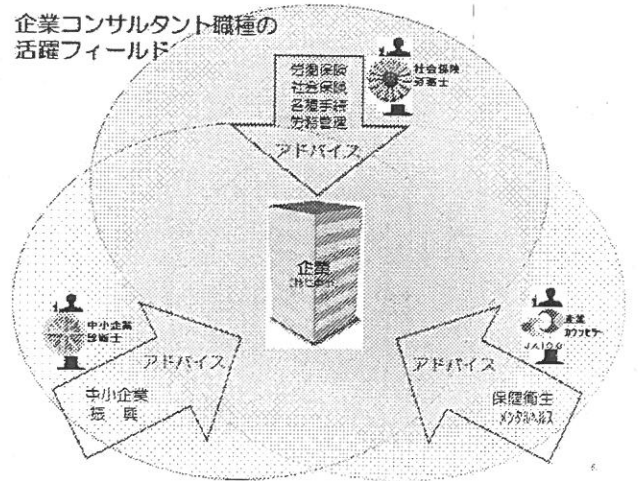 企業コンサルタント職種の
活躍フィールド
労働保険
社会保険
各種手続
労務管理
アドバイス
社会保険
労務士
企業
中小企業
診断士
アドバイス
中小企業
振興
産業
カウンセラー
JAICO
アドバイス
保健衛生
メンタルヘルス
6